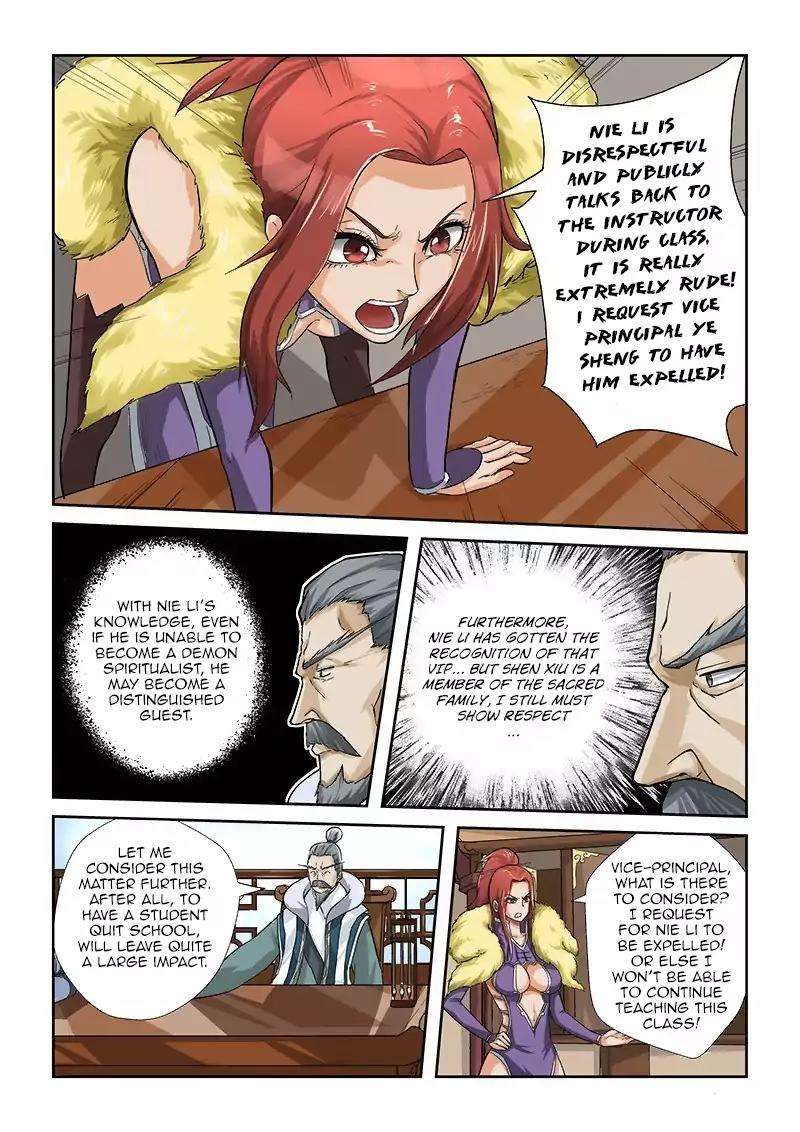 NIE LI IS
DISRESPECTFUL
AND PUBLICLY
TALKS BACK TO
THE INSTRUCTOR
DURING CLASS.
IT IS REALLY
EXTREMELY RUDE!
I REQUEST VICE
PRINCIPAL YE
SHENG TO HAVE
HIM EXPELLED!
WITH NIE LI'S
KNOWLEDGE, EVEN
IF HE IS UNABLE TO
BECOME A DEMON
SPIRITUALIST, HE
MAY BECOME A
DISTINGUISHED
GUEST.
FURTHERMORE,
NIE LI HAS GOTTEN THE
RECOGNITION OF THAT
VIP... BUT SHEN XIU IS A
MEMBER OF THE SACRED
FAMILY, I STILL MUST
SHOW RESPECT
...
LET ME
CONSIDER THIS
MATTER FURTHER.
AFTER ALL, TO
HAVE A STUDENT
QUIT SCHOOL,
WILL LEAVE QUITE
A LARGE IMPACT.
VICE-PRINCIPAL,
WHAT IS THERE
TO CONSIDER?
I REQUEST
FOR NIE LI TO
BE EXPELLED!
OR ELSE I
WON'T BE ABLE
TO CONTINUE
TEACHING THIS
CLASS!